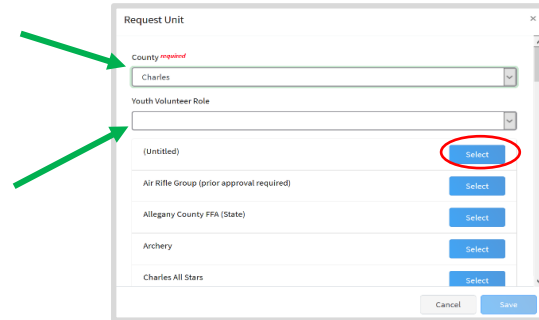 Request Unit ×
County required
Charles
Youth Volunteer Role
(Untitled) Select
Air Rifle Group (prior approval required) Select
Allegany County FFA (State) Select
Archery Select
Charles All Stars Select
Cancel Save